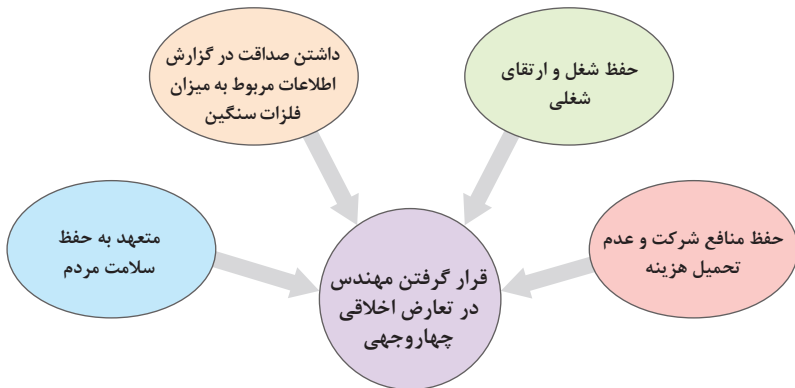 حفظ شغل و ارتقای
شغلی
داشتن صداقت در گزارش
اطلاعات مربوط به میزان
فلزات سنگین
حفظ منافع شرکت و عدم
تحمیل هزینه
متعهد به حفظ
سلامت مردم
قرار گرفتن مهندس
در تعارض اخلاقی
چهاروجهی